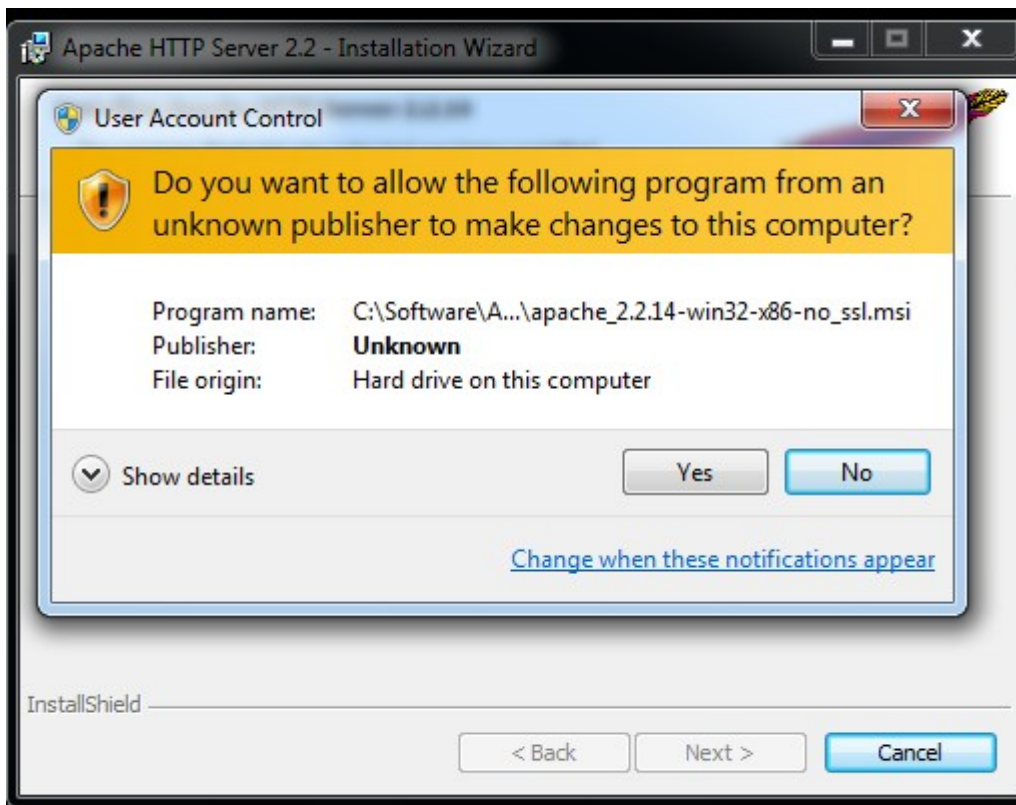 Apache HTTP Server 2.2 - Installation Wizard
User Account Control
Do you want to allow the following program from an
unknown publisher to make changes to this computer?
Program name: C:\Software\A...\apache_2.2.14-win32-x86-no_ssl.msi
Publisher: Unknown
File origin: Hard drive on this computer
Show details
Yes No
Change when these notifications appear
InstallShield
< Back Next > Cancel